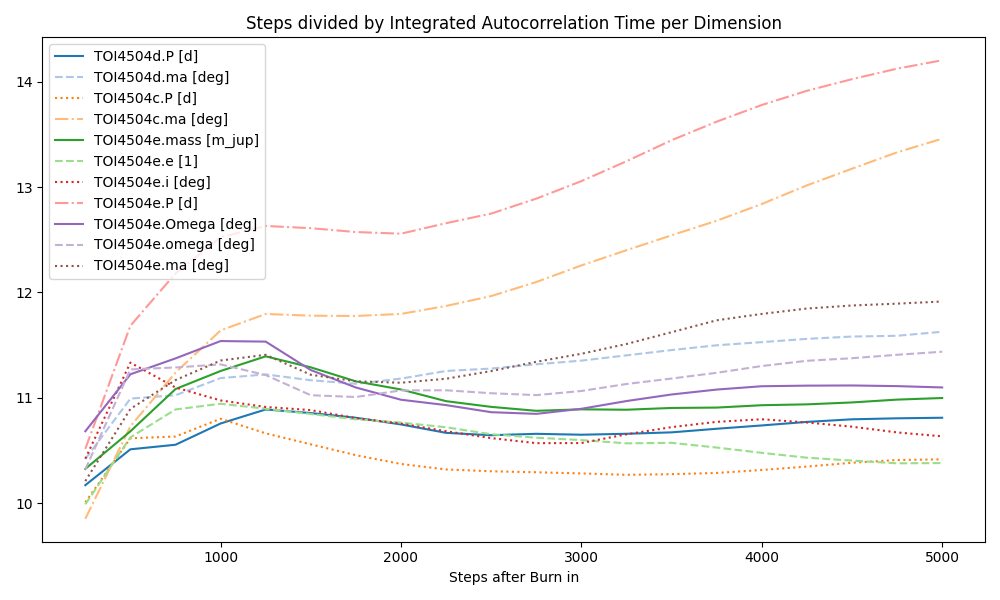 Steps divided by Integrated Autocorrelation Time per Dimension
TOI4504d.P [d]
TOI4504d.ma [deg]
TOI4504c.P [d]
TOI4504c.ma [deg]
TOI4504e.mass [m_jup]
TOI4504e.e [1]
TOI4504e.i [deg]
TOI4504e.P [d]
TOI4504e.Omega [deg]
TOI4504e.omega [deg]
TOI4504e.ma [deg]
14
13
12
11
10
1000 2000 3000 4000 5000
Steps after Burn in